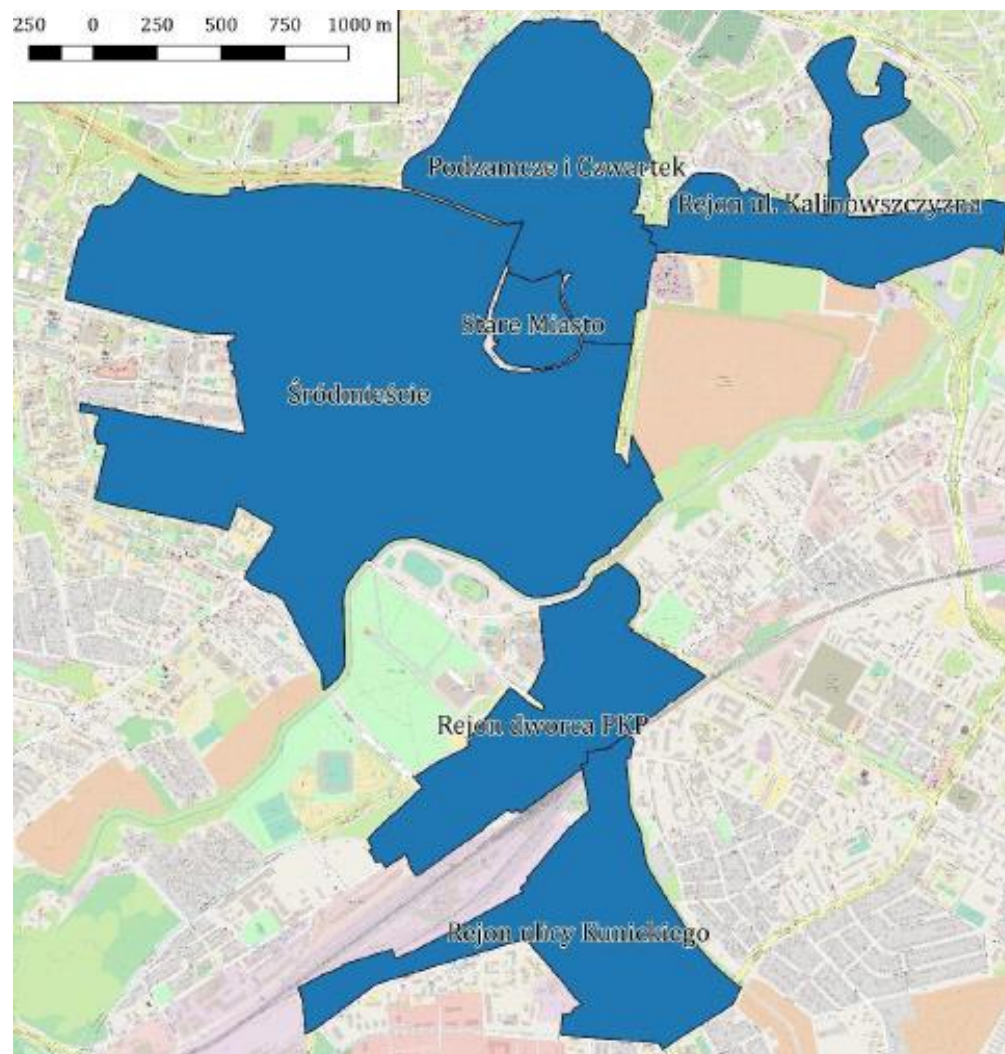 250 0 250 500 750 1000 m
Podzamcze i Czwartek
Rejon ul. Kalinowszczyzna
Stare Miasto
Śródmieście
Rejon dworca PKP
Rejon ulicy Kunickiego